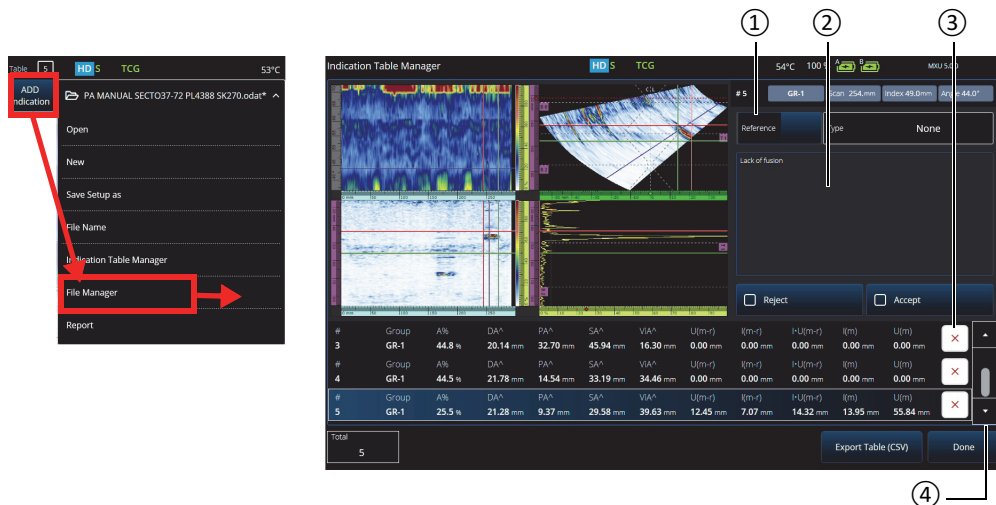 ① ② ③
Table 5 HD S TCG 53°C
ADD
Indication
PA MANUAL SECTO37-72 PL4388 SK270.odat*
Open
New
Save Setup as
File Name
Indication Table Manager
File Manager
Report
Indication Table Manager HD S TCG 54°C 100 % A B MXU 5.0.0
# 5 GR-1 Scan 254.mm Index 49.0mm Angle 44.0°
Reference Type None
Lack of fusion
Reject Accept
# Group A% DA^ PA^ SA^ ViA^ U(m-r) I(m-r) I-U(m-r) I(m) U(m)
3 GR-1 44.8 % 20.14 mm 32.70 mm 45.94 mm 16.30 mm 0.00 mm 0.00 mm 0.00 mm 0.00 mm 0.00 mm
# Group A% DA^ PA^ SA^ ViA^ U(m-r) I(m-r) I-U(m-r) I(m) U(m)
4 GR-1 44.5 % 21.78 mm 14.54 mm 33.19 mm 34.46 mm 0.00 mm 0.00 mm 0.00 mm 0.00 mm 0.00 mm
# Group A% DA^ PA^ SA^ ViA^ U(m-r) I(m-r) I-U(m-r) I(m) U(m)
5 GR-1 25.5 % 21.28 mm 9.37 mm 29.58 mm 39.63 mm 12.45 mm 7.07 mm 14.32 mm 13.95 mm 55.84 mm
Total
5
Export Table (CSV) Done
④